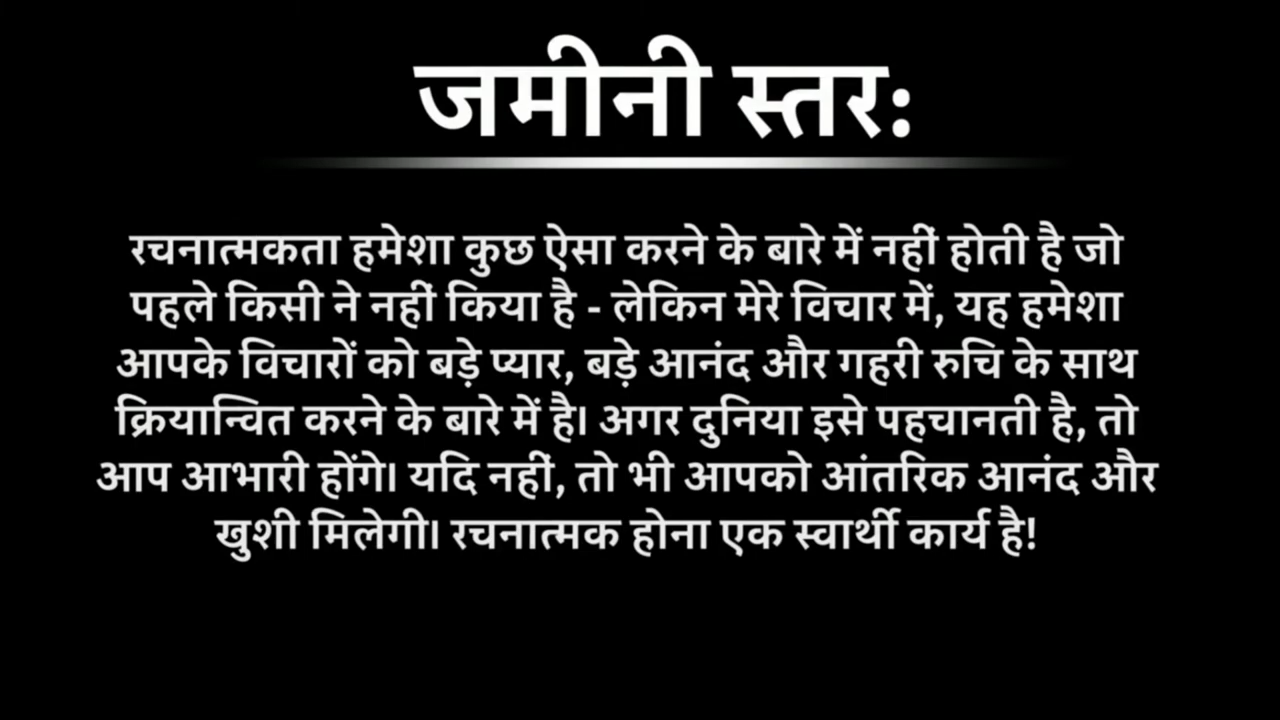 जमीनी स्तर:
रचनात्मकता हमेशा कुछ ऐसा करने के बारे में नहीं होती है जो
पहले किसी ने नहीं किया है - लेकिन मेरे विचार में, यह हमेशा
आपके विचारों को बड़े प्यार, बड़े आनंद और गहरी रुचि के साथ
क्रियान्वित करने के बारे में है। अगर दुनिया इसे पहचानती है, तो
आप आभारी होंगे। यदि नहीं, तो भी आपको आंतरिक आनंद और
खुशी मिलेगी। रचनात्मक होना एक स्वार्थी कार्य है!